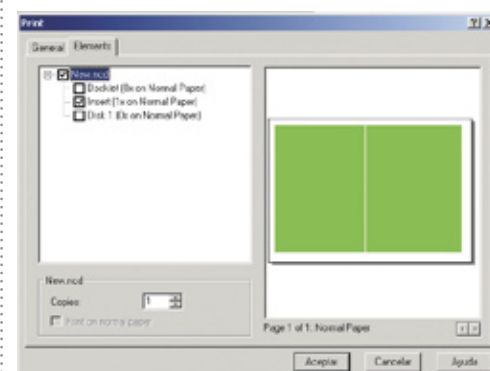 Print
General Elements
New.ncd
Booklet (0x on Normal Paper)
Insert (1x on Normal Paper)
Disk 1 (0x on Normal Paper)
New.ncd
Copies: 1
Print on normal paper
Page 1 of 1: Normal Paper
Aceptar Cancelar Ayuda